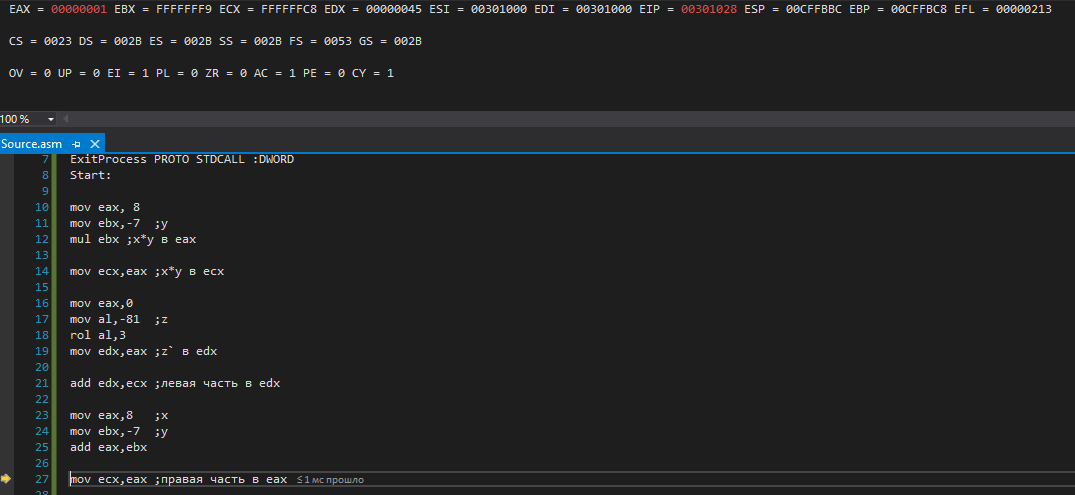 EAX = 00000001 EBX = FFFFFFF9 ECX = FFFFFFC8 EDX = 00000045 ESI = 00301000 EDI = 00301000 EIP = 00301028 ESP = 00CFFBBC EBP = 00CFFBC8 EFL = 00000213
CS = 0023 DS = 002B ES = 002B SS = 002B FS = 0053 GS = 002B
OV = 0 UP = 0 EI = 1 PL = 0 ZR = 0 AC = 1 PE = 0 CY = 1
100 %
Source.asm
7 ExitProcess PROTO STDCALL :DWORD
8 Start:
9
10 mov eax, 8
11 mov ebx,-7 ;y
12 mul ebx ;x*y в eax
13
14 mov ecx,eax ;x*y в ecx
15
16 mov eax,0
17 mov al,-81 ;z
18 rol al,3
19 mov edx,eax ;z` в edx
20
21 add edx,ecx ;левая часть в edx
22
23 mov eax,8 ;x
24 mov ebx,-7 ;y
25 add eax,ebx
26
27 mov ecx,eax ;правая часть в eax ≤1 мс прошло
28